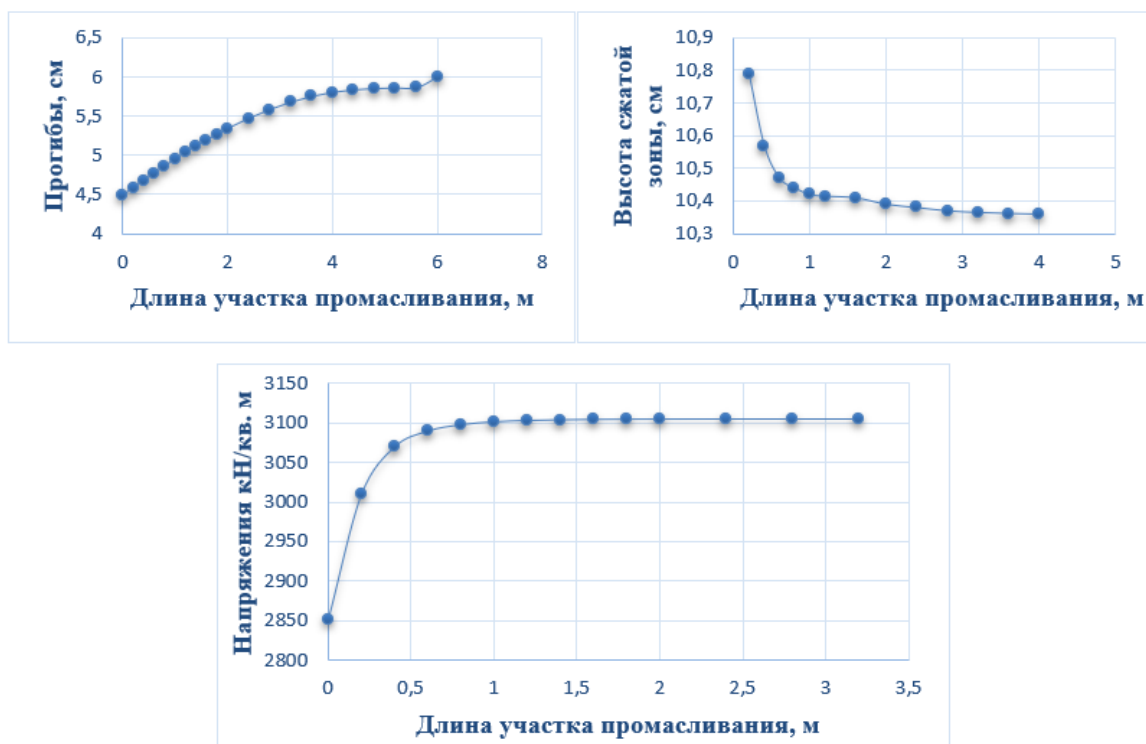 Прогибы, см
6,5
6
5,5
5
4,5
4
0 2 4 6 8
Длина участка промасливания, м
Высота сжатой
зоны, см
10,9
10,8
10,7
10,6
10,5
10,4
10,3
0 1 2 3 4 5
Длина участка промасливания, м
Напряжения кН/кв. м
3150
3100
3050
3000
2950
2900
2850
2800
0 0,5 1 1,5 2 2,5 3 3,5
Длина участка промасливания, м